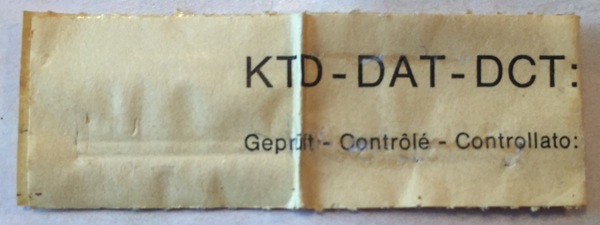 KTD-DAT-DCT:
Geprüft - Contrôlé - Controllato: